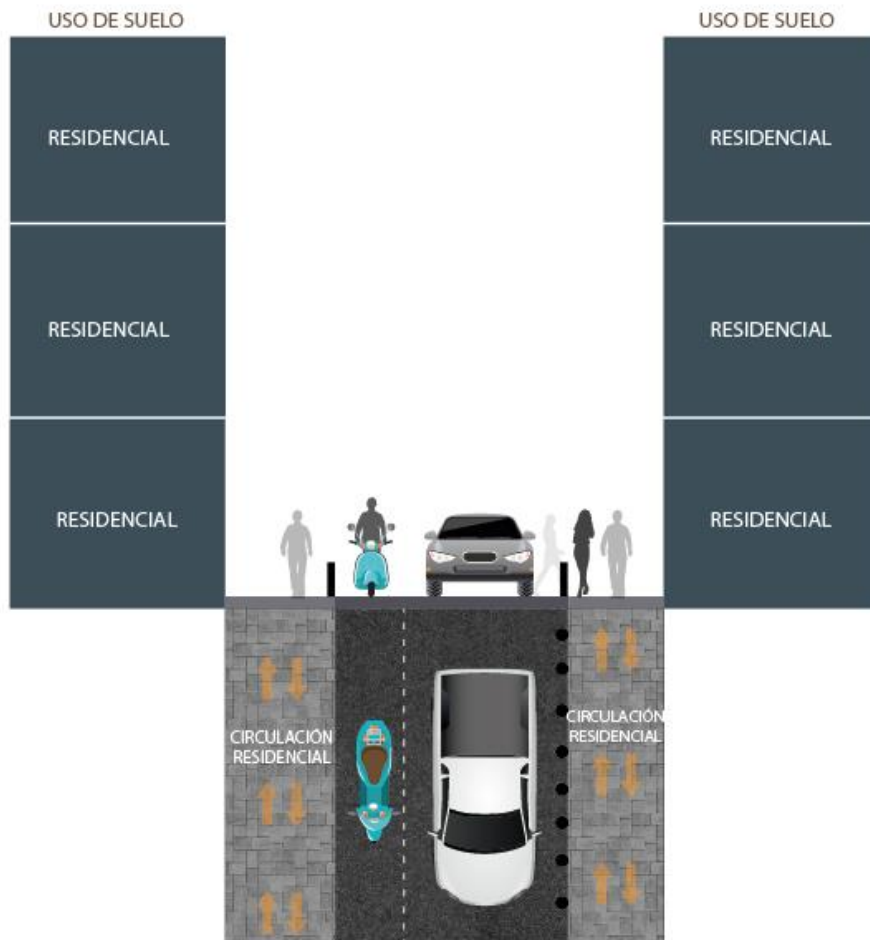 USO DE SUELO
USO DE SUELO
RESIDENCIAL
RESIDENCIAL
RESIDENCIAL
RESIDENCIAL
RESIDENCIAL
RESIDENCIAL
CIRCULACIÓN
RESIDENCIAL
CIRCULACIÓN
RESIDENCIAL